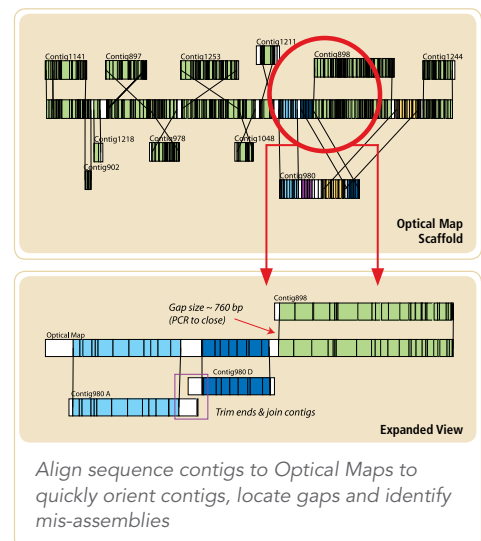 Contig1211
Contig1141 Contig897 Contig1253 Contig898 Contig1244
Contig1218 Contig978 Contig1048
Contig902
Contig980
Optical Map
Scaffold
Contig898
Gap size ~ 760 bp
(PCR to close)
Optical Map
Contig980 D
Contig980 A
Trim ends & join contigs
Expanded View
Align sequence contigs to Optical Maps to
quickly orient contigs, locate gaps and identify
mis-assemblies